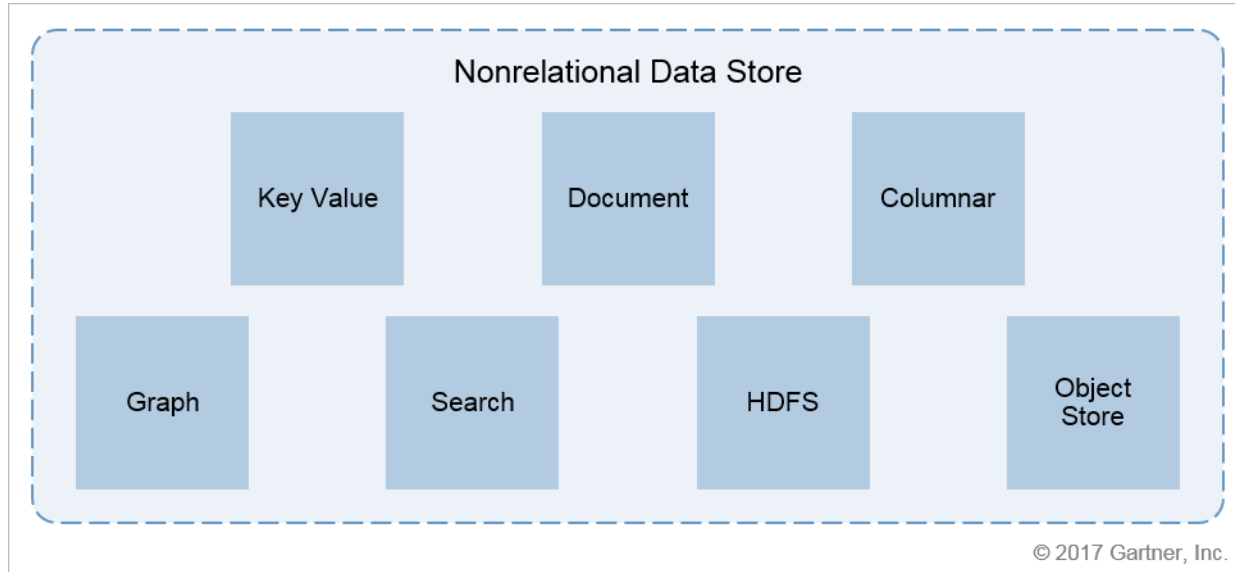 Nonrelational Data Store
Key Value
Document
Columnar
Graph
Search
HDFS
Object
Store
© 2017 Gartner, Inc.